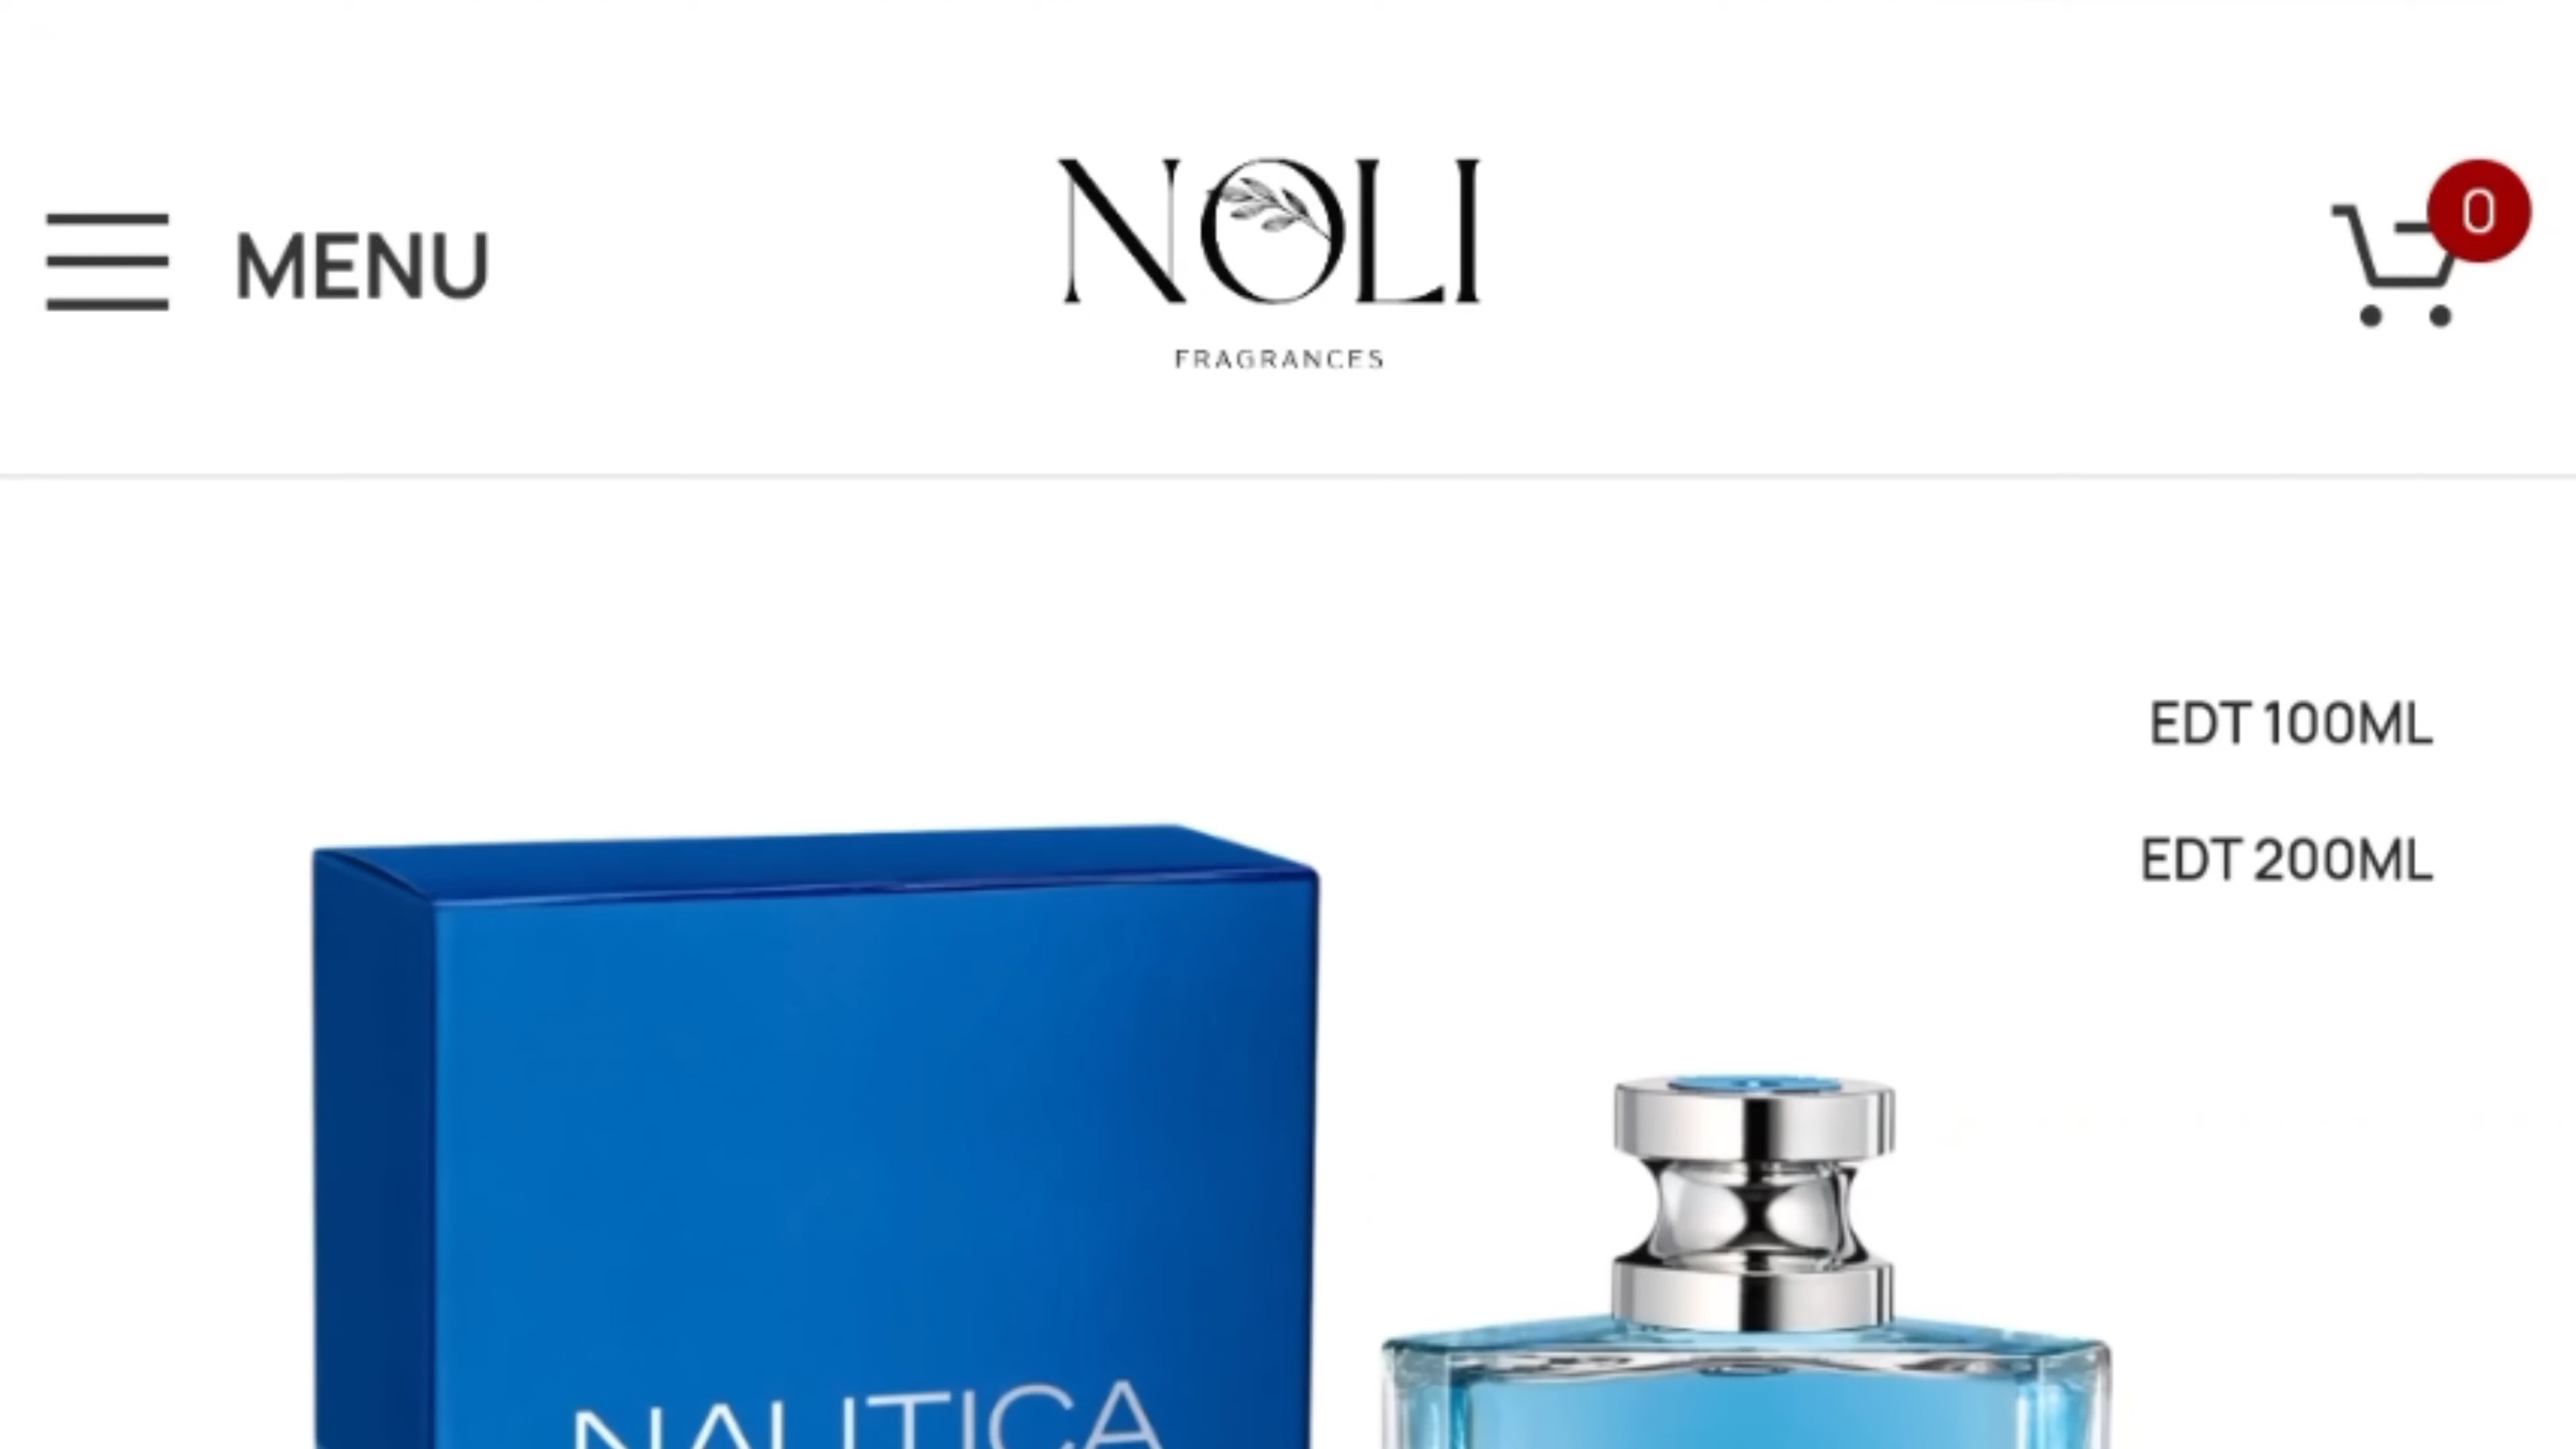 MENU
NOLI
FRAGRANCES
0
EDT 100ML
EDT 200ML
NAUTICA